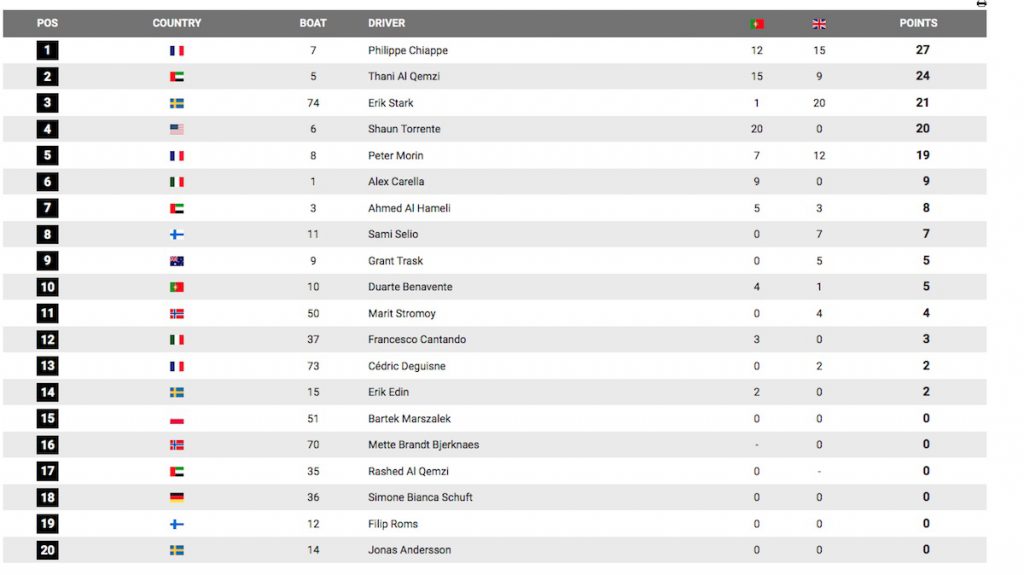 POS COUNTRY BOAT DRIVER POINTS
1 7 Philippe Chiappe 12 15 27
2 5 Thani Al Qemzi 15 9 24
3 74 Erik Stark 1 20 21
4 6 Shaun Torrente 20 0 20
5 8 Peter Morin 7 12 19
6 1 Alex Carella 9 0 9
7 3 Ahmed Al Hameli 5 3 8
8 11 Sami Selio 0 7 7
9 9 Grant Trask 0 5 5
10 10 Duarte Benavente 4 1 5
11 50 Marit Stromoy 0 4 4
12 37 Francesco Cantando 3 0 3
13 73 Cédric Deguisne 0 2 2
14 15 Erik Edin 2 0 2
15 51 Bartek Marszalek 0 0 0
16 70 Mette Brandt Bjerknaes - 0 0
17 35 Rashed Al Qemzi 0 - 0
18 36 Simone Bianca Schuft 0 0 0
19 12 Filip Roms 0 0 0
20 14 Jonas Andersson 0 0 0